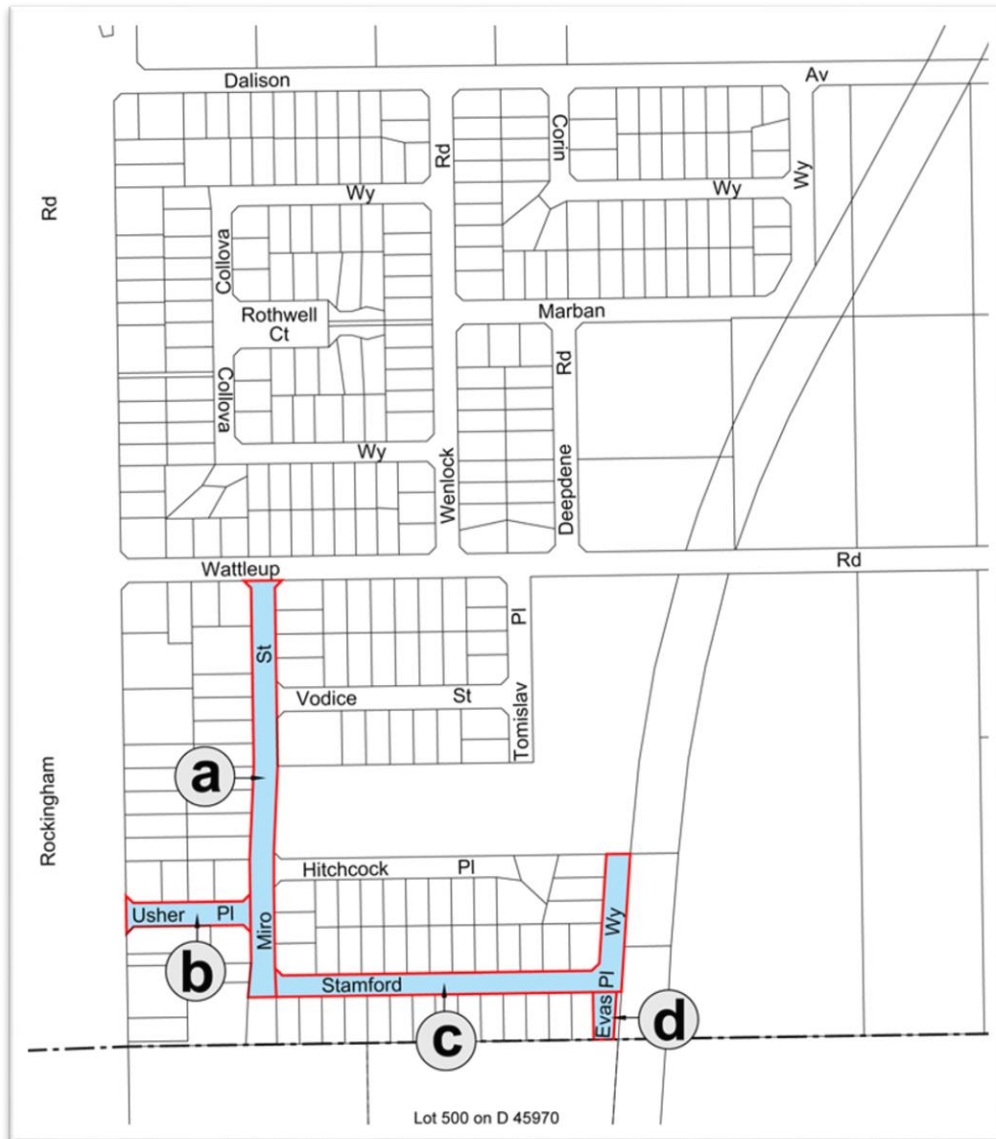 Dalison
Av
Rd
Corin
Wy
Rd
Wy
Wy
Collova
Rothwell
Ct
Marban
Rd
Collova
Wy
Wenlock
Deepdene
Wattleup
Rd
St
Pl
Vodice
St
Tomislav
a
Rockingham
Hitchcock
Pl
Usher
Pl
Miro
Wy
b
Stamford
Pl
Evas
d
c
Lot 500 on D 45970